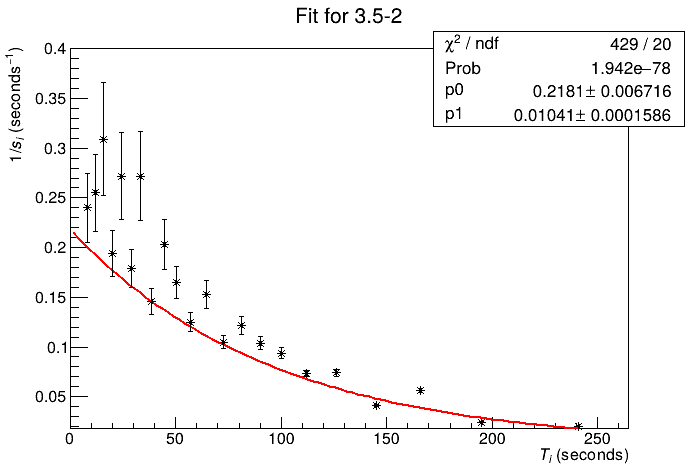 Fit for 3.5-2
χ² / ndf 429 / 20
Prob 1.942e−78
p0 0.2181± 0.006716
p1 0.01041± 0.0001586
1/sᵢ (seconds⁻¹)
0.4
0.35
0.3
0.25
0.2
0.15
0.1
0.05
0 50 100 150 200 250
Tᵢ (seconds)